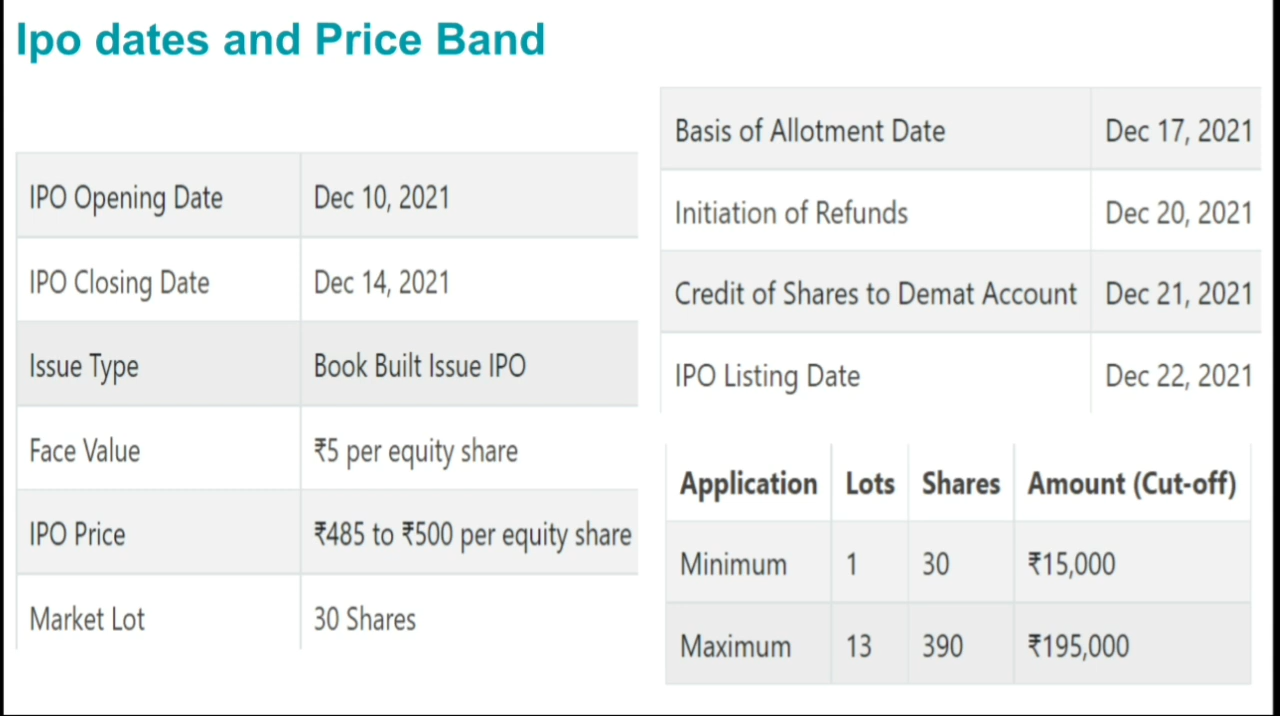 Ipo dates and Price Band
IPO Opening Date Dec 10, 2021
IPO Closing Date Dec 14, 2021
Issue Type Book Built Issue IPO
Face Value ₹5 per equity share
IPO Price ₹485 to ₹500 per equity share
Market Lot 30 Shares
Basis of Allotment Date Dec 17, 2021
Initiation of Refunds Dec 20, 2021
Credit of Shares to Demat Account Dec 21, 2021
IPO Listing Date Dec 22, 2021
Application Lots Shares Amount (Cut-off)
Minimum 1 30 ₹15,000
Maximum 13 390 ₹195,000